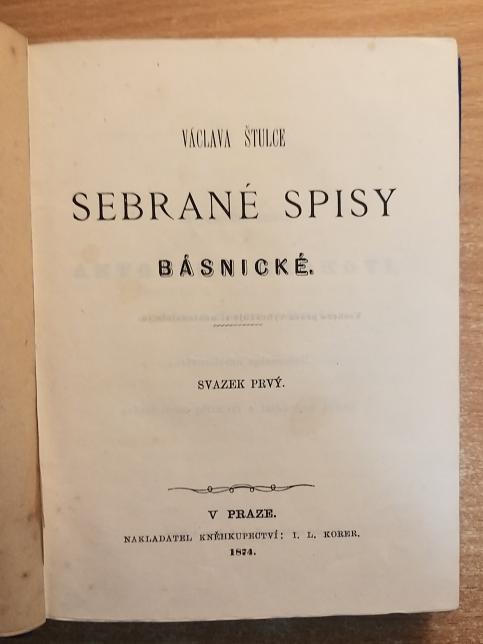 VÁCLAVA ŠTULCE
SEBRANÉ SPISY
BÁSNICKÉ.
SVAZEK PRVÝ.
V PRAZE.
NAKLADATEL KNĚHKUPECTVÍ: I. L. KOBER.
1874.